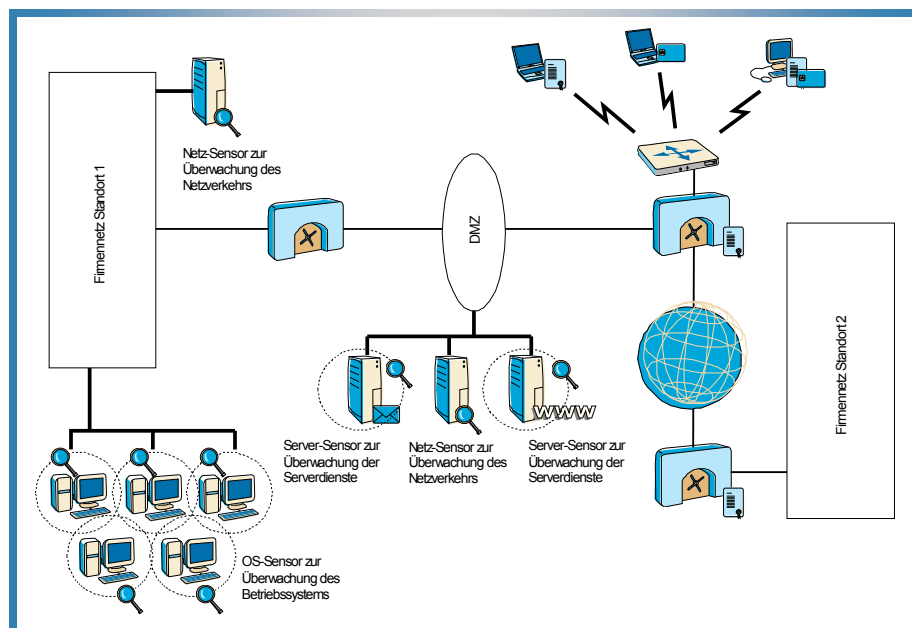 Firmennetz Standort 1
Netz-Sensor zur
Überwachung des
Netzverkehrs
DMZ
Server-Sensor zur
Überwachung der
Serverdienste
Netz-Sensor zur
Überwachung des
Netzverkehrs
WWW
Server-Sensor zur
Überwachung der
Serverdienste
Firmennetz Standort 2
OS-Sensor zur
Überwachung des
Betriebssystems